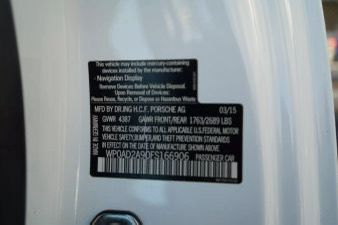 This vehicle may include mercury-containing
devices installed by the manufacturer:
- Navigation Display
Remove Devices Before Vehicle Disposal.
Upon Removal of Devices
Please Reuse, Recycle or Dispose as Hazardous Waste.
MFD BY DR.ING H.C.F. PORSCHE AG 03/15
GVWR 4387 GAWR FRONT/REAR 1763/2689 LBS
THIS VEHICLE CONFORMS TO ALL APPLICABLE U.S.FEDERAL MOTOR
VEHICLE SAFETY, BUMPER, AND THEFT PREVENTION STANDARDS
IN EFFECT ON THE DATE OF MANUFACTURE SHOWN ABOVE.
WP0AD2A90FS166906 PASSENGER CAR
MADE IN GERMANY